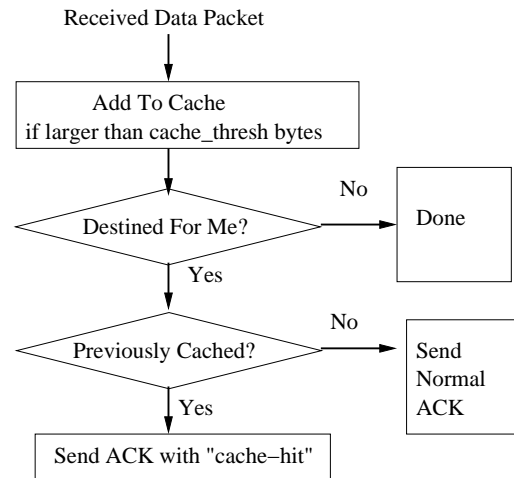 Received Data Packet
Add To Cache
if larger than cache_thresh bytes
No
Destined For Me?
Done
Yes
No
Previously Cached?
Send
Normal
ACK
Yes
Send ACK with "cache−hit"